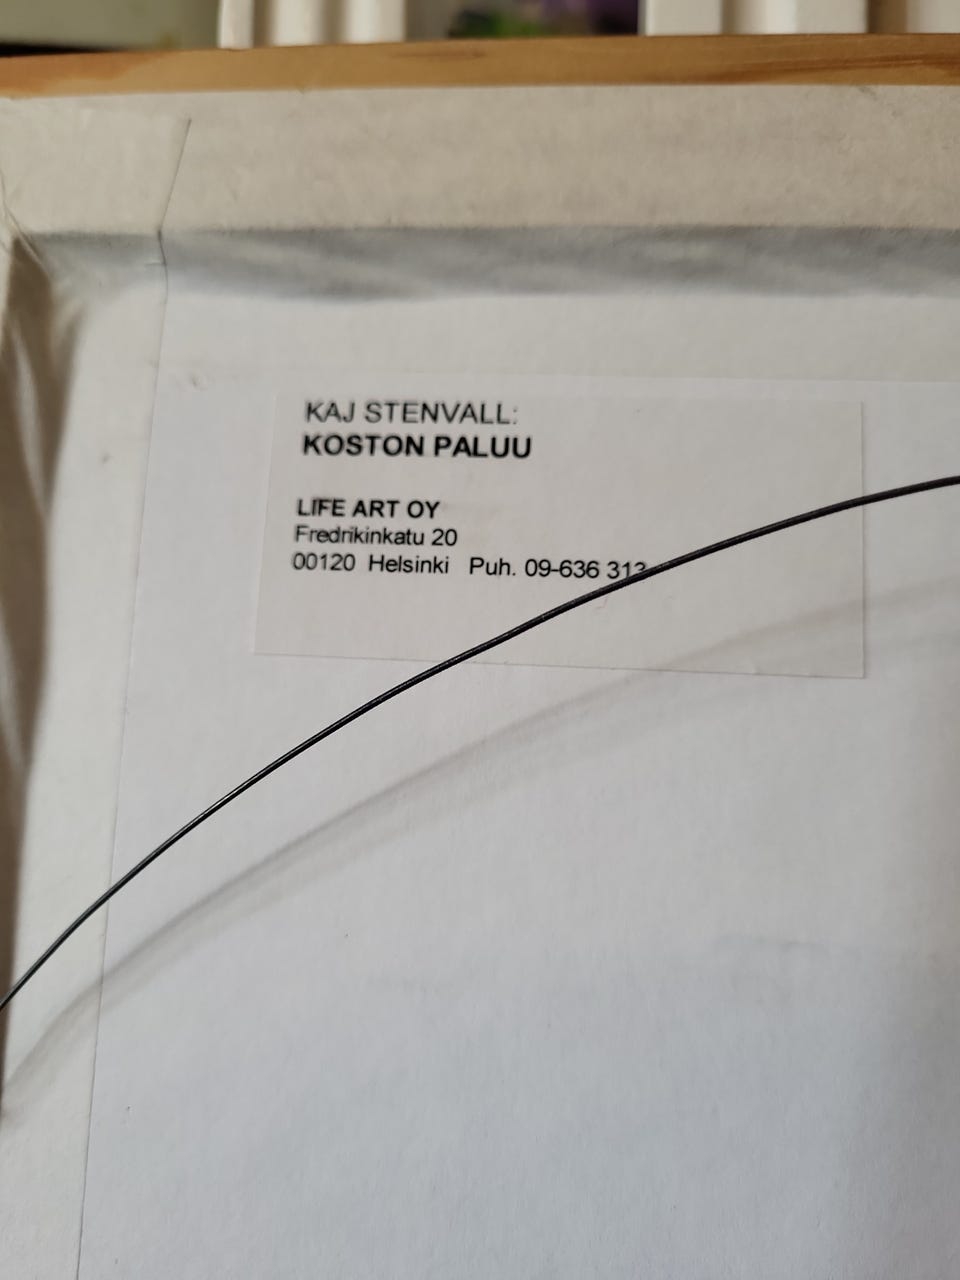 KAJ STENVALL:
KOSTON PALUU
LIFE ART OY
Fredrikinkatu 20
00120 Helsinki Puh. 09-636 313